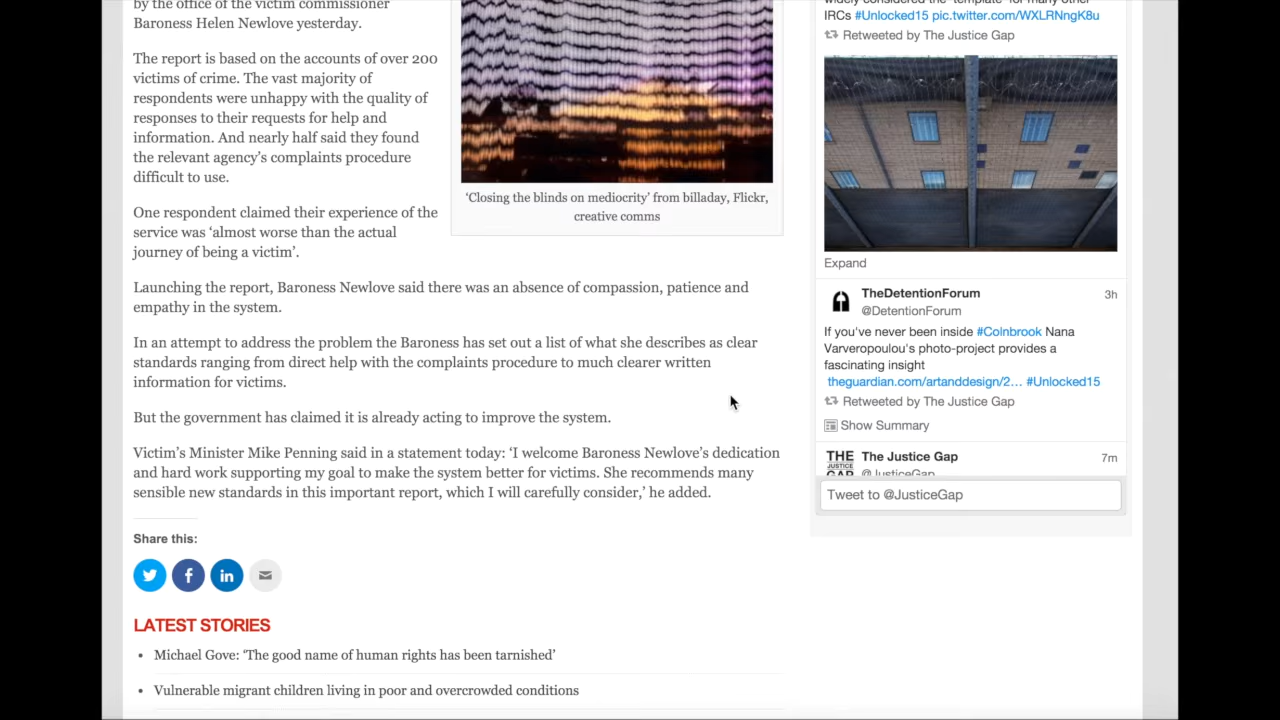 by the office of the victim commissioner
Baroness Helen Newlove yesterday.
The report is based on the accounts of over 200
victims of crime. The vast majority of
respondents were unhappy with the quality of
responses to their requests for help and
information. And nearly half said they found
the relevant agency’s complaints procedure
difficult to use.
One respondent claimed their experience of the
service was ‘almost worse than the actual
journey of being a victim’.
‘Closing the blinds on mediocrity’ from billaday, Flickr,
creative comms
Launching the report, Baroness Newlove said there was an absence of compassion, patience and
empathy in the system.
In an attempt to address the problem the Baroness has set out a list of what she describes as clear
standards ranging from direct help with the complaints procedure to much clearer written
information for victims.
But the government has claimed it is already acting to improve the system.
Victim’s Minister Mike Penning said in a statement today: ‘I welcome Baroness Newlove’s dedication
and hard work supporting my goal to make the system better for victims. She recommends many
sensible new standards in this important report, which I will carefully consider,’ he added.
Share this:
LATEST STORIES
Michael Gove: ‘The good name of human rights has been tarnished’
Vulnerable migrant children living in poor and overcrowded conditions
widely considered the ‘template’ for many other
IRCs #Unlocked15 pic.twitter.com/WXLRNngK8u
Retweeted by The Justice Gap
Expand
TheDetentionForum 3h
@DetentionForum
If you've never been inside #Colnbrook Nana
Varveropoulou's photo-project provides a
fascinating insight
theguardian.com/artanddesign/2… #Unlocked15
Retweeted by The Justice Gap
Show Summary
THE JUSTICE GAP
The Justice Gap 7m
@JusticeGap
Tweet to @JusticeGap